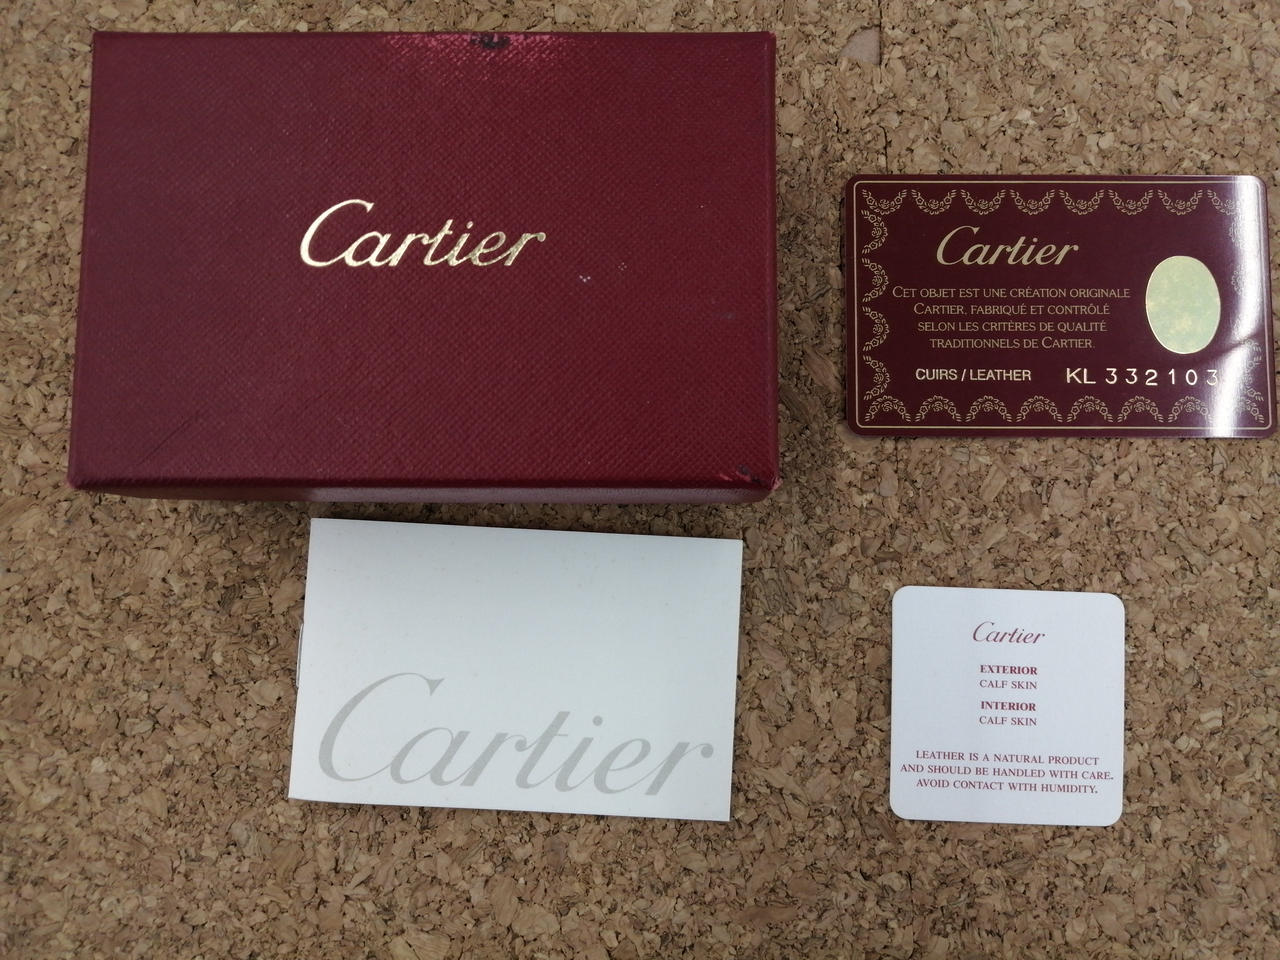 Cartier
Cartier
CET OBJET EST UNE CRÉATION ORIGINALE
CARTIER, FABRIQUÉ ET CONTRÔLÉ
SELON LES CRITÈRES DE QUALITÉ
TRADITIONNELS DE CARTIER.
CUIRS / LEATHER KL 332103
Cartier
Cartier
EXTERIOR
CALF SKIN
INTERIOR
CALF SKIN
LEATHER IS A NATURAL PRODUCT
AND SHOULD BE HANDLED WITH CARE.
AVOID CONTACT WITH HUMIDITY.